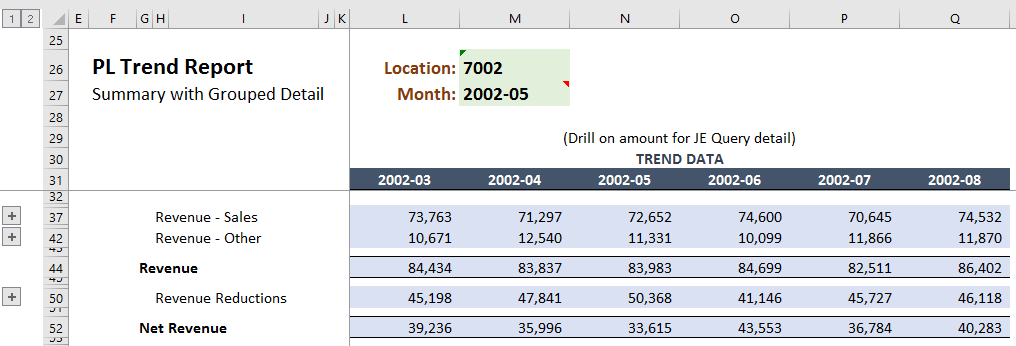 1 2 E F G H I J K L M N O P Q
25
26 PL Trend Report Location: 7002
27 Summary with Grouped Detail Month: 2002-05
28
29 (Drill on amount for JE Query detail)
30 TREND DATA
31 2002-03 2002-04 2002-05 2002-06 2002-07 2002-08
32
37 Revenue - Sales 73,763 71,297 72,652 74,600 70,645 74,532
42 Revenue - Other 10,671 12,540 11,331 10,099 11,866 11,870
44 Revenue 84,434 83,837 83,983 84,699 82,511 86,402
50 Revenue Reductions 45,198 47,841 50,368 41,146 45,727 46,118
52 Net Revenue 39,236 35,996 33,615 43,553 36,784 40,283